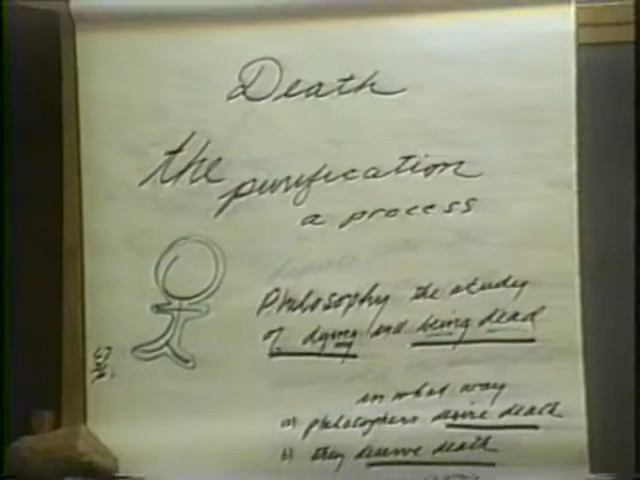 Death
the purification
a process
Philosophy the study
of dying and being dead
in what way
a) philosophers desire death
b) they deserve death